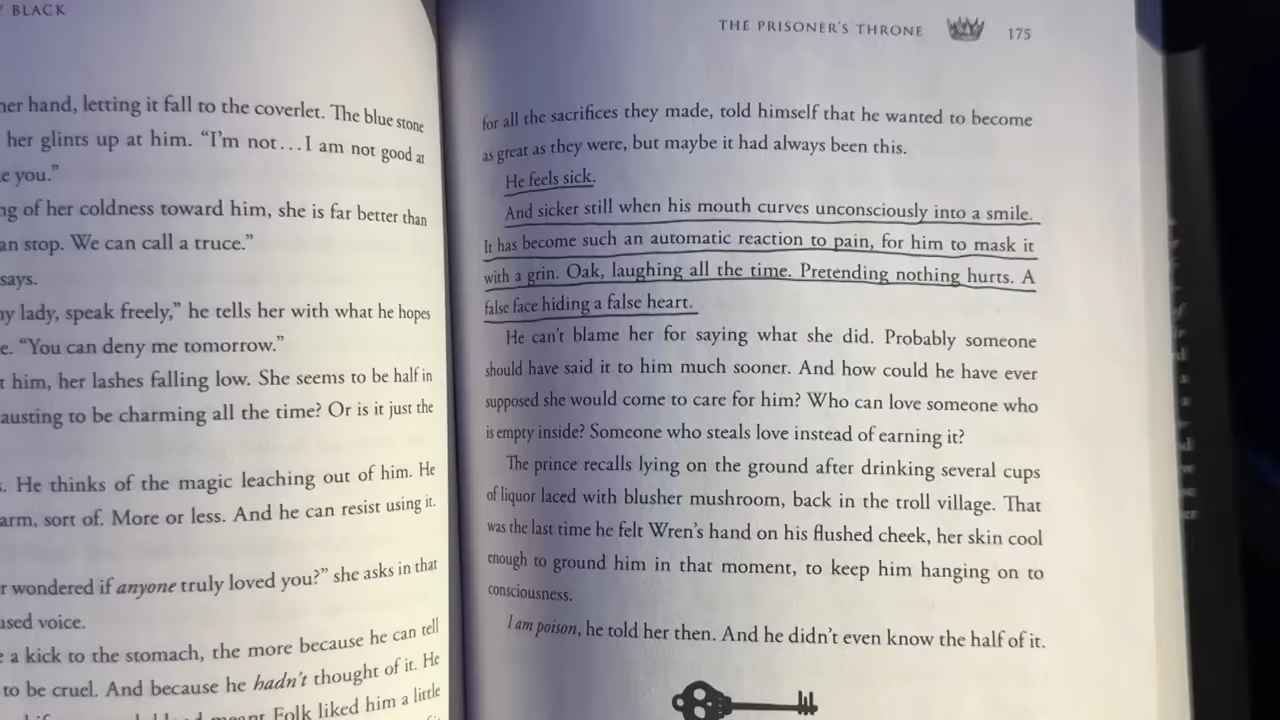 BLACK
her hand, letting it fall to the coverlet. The blue stone
her glints up at him. “I’m not...I am not good at
you.”
of her coldness toward him, she is far better than
stop. We can call a truce.”
says.
my lady, speak freely,” he tells her with what he hopes
“You can deny me tomorrow.”
him, her lashes falling low. She seems to be half in
to be charming all the time? Or is it just the
He thinks of the magic leaching out of him. He
sort of. More or less. And he can resist using it.
wondered if anyone truly loved you?” she asks in that
voice.
a kick to the stomach, the more because he can tell
to be cruel. And because he hadn’t thought of it. He
Folk liked him a little
THE PRISONER’S THRONE 175
for all the sacrifices they made, told himself that he wanted to become
as great as they were, but maybe it had always been this.
He feels sick.
And sicker still when his mouth curves unconsciously into a smile.
It has become such an automatic reaction to pain, for him to mask it
with a grin. Oak, laughing all the time. Pretending nothing hurts. A
false face hiding a false heart.
He can’t blame her for saying what she did. Probably someone
should have said it to him much sooner. And how could he have ever
supposed she would come to care for him? Who can love someone who
is empty inside? Someone who steals love instead of earning it?
The prince recalls lying on the ground after drinking several cups
of liquor laced with blusher mushroom, back in the troll village. That
was the last time he felt Wren’s hand on his flushed cheek, her skin cool
enough to ground him in that moment, to keep him hanging on to
consciousness.
I am poison, he told her then. And he didn’t even know the half of it.